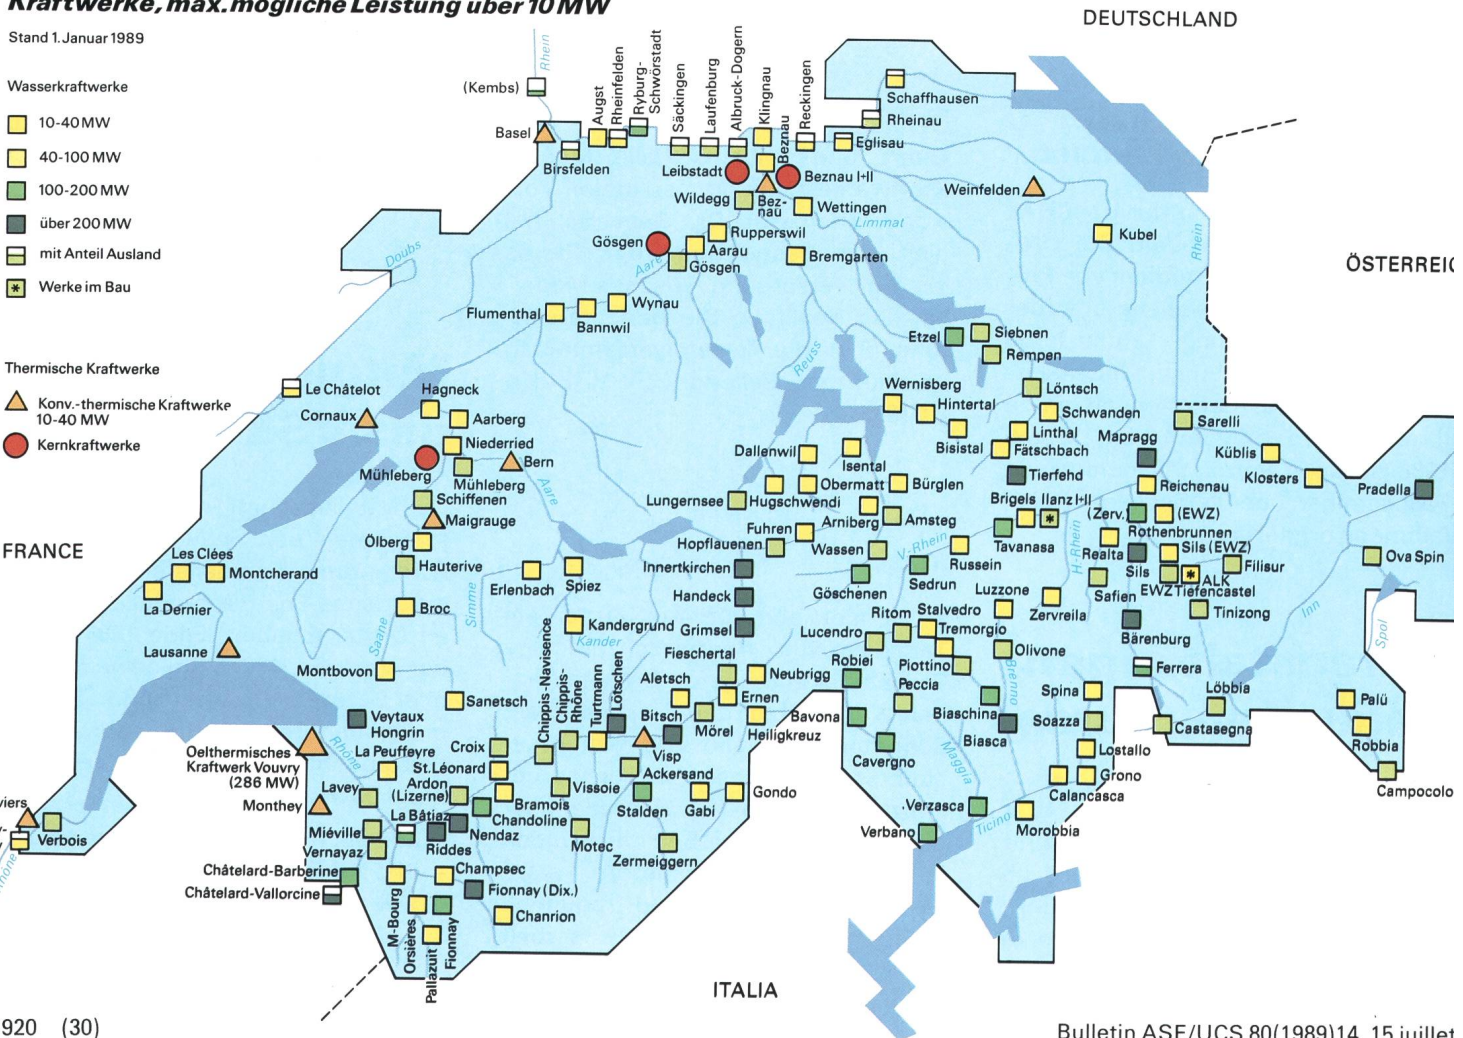 Kraftwerke, max. mögliche Leistung über 10 MW
Stand 1. Januar 1989
Wasserkraftwerke
10-40 MW
40-100 MW
100-200 MW
über 200 MW
mit Anteil Ausland
Werke im Bau
Thermische Kraftwerke
Konv.-thermische Kraftwerke
10-40 MW
Kernkraftwerke
DEUTSCHLAND
ÖSTERREIC
FRANCE
ITALIA
Rhein
(Kembs)
Basel
Birsfelden
Augst
Rheinfelden
Ryburg-
Schwörstadt
Säckingen
Laufenburg
Albruck-Dogern
Klingnau
Beznau
Reckingen
Schaffhausen
Rheinau
Eglisau
Leibstadt
Beznau I+II
Wildegg
Bez-
nau
Wettingen
Limmat
Weinfelden
Kubel
Rhein
Gösgen
Rupperswil
Aarau
Gösgen
Bremgarten
Aare
Doubs
Flumenthal
Bannwil
Wynau
Reuss
Etzel
Siebnen
Rempen
Le Châtelot
Cornaux
Hagneck
Aarberg
Niederried
Mühleberg
Mühleberg
Bern
Schiffenen
Maigrauge
Ölberg
Hauterive
Broc
Aare
Wernisberg
Hintertal
Bisistal
Löntsch
Schwanden
Linthal
Fätschbach
Tierfehd
Mapragg
Sarelli
Küblis
Klosters
Pradella
Dallenwil
Isental
Obermatt
Bürglen
Lungernsee
Hugschwendi
Arniberg
Amsteg
Fuhren
Hopflauenen
Wassen
Innertkirchen
Göschenen
Handeck
Grimsel
Brigels
Ilanz I+II
Tavanasa
V-Rhein
Russein
Sedrun
H.-Rhein
Reichenau
(Zerv.)
(EWZ)
Rothenbrunnen
Realta
Sils (EWZ)
Sils
Filisur
Safien
EWZ
ALK
Tiefencastel
Tinizong
Bärenburg
Ferrera
Ova Spin
Inn
Spol
Les Clées
Montcherand
La Dernier
Lausanne
Erlenbach
Spiez
Simme
Saane
Kandergrund
Kander
Montbovon
Sanetsch
Luzzone
Zervreila
Ritom
Stalvedro
Tremorgio
Lucendro
Olivone
Piottino
Brenno
Fieschertal
Neubrigg
Aletsch
Ernen
Bitsch
Mörel
Heiligkreuz
Robiei
Peccia
Bavona
Biaschina
Biasca
Cavergno
Maggia
Spina
Soazza
Lostallo
Grono
Calancasca
Löbbia
Castasegna
Palü
Robbia
Campocolo
Verzasca
Verbano
Ticino
Morobbia
Veytaux
Hongrin
Oelthermisches
Kraftwerk Vouvry
(286 MW)
Rhône
La Peuffeyre
Croix
Chippis-Navisence
Chippis-
Rhône
Turtmann
Lötschen
Visp
Ackersand
Stalden
Gabi
Gondo
Zermeiggern
Monthey
Lavey
St.Léonard
Ardon
(Lizerne)
Bramois
Vissoie
Chandoline
Motec
Miéville
La Bâtiaz
Nendaz
Riddes
Vernayaz
Châtelard-Barberine
Châtelard-Vallorcine
Champsec
Fionnay (Dix.)
Chanrion
M-Bourg
Orsières
Pallazuit
Fionnay
Verbois
920 (30)
Bulletin ASE/UCS 80(1989)14, 15 juillet